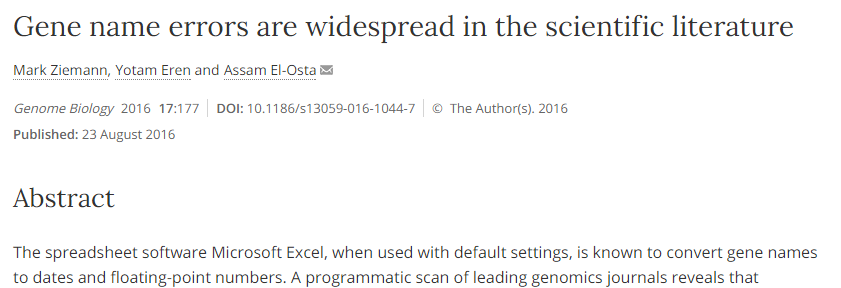 Gene name errors are widespread in the scientific literature
Mark Ziemann, Yotam Eren and Assam El-Osta
Genome Biology 2016 17:177 DOI: 10.1186/s13059-016-1044-7 © The Author(s). 2016
Published: 23 August 2016
Abstract
The spreadsheet software Microsoft Excel, when used with default settings, is known to convert gene names
to dates and floating-point numbers. A programmatic scan of leading genomics journals reveals that